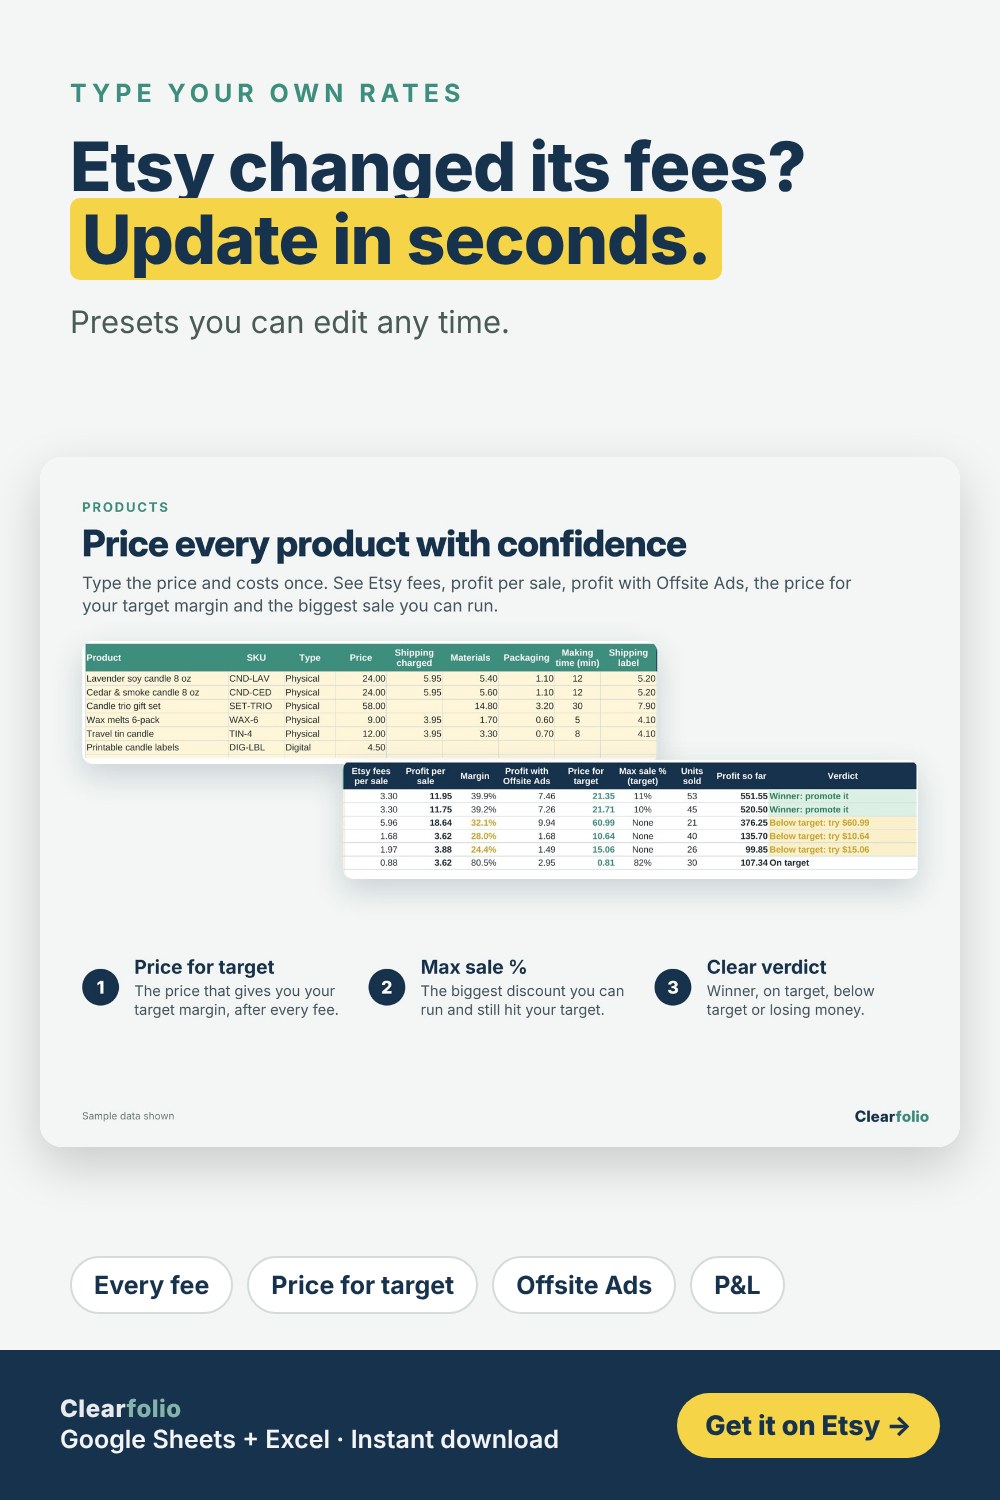 TYPE YOUR OWN RATES
Etsy changed its fees?
Update in seconds.
Presets you can edit any time.
PRODUCTS
Price every product with confidence
Type the price and costs once. See Etsy fees, profit per sale, profit with Offsite Ads, the price for
your target margin and the biggest sale you can run.
Product SKU Type Price Shipping charged Materials Packaging Making time (min) Shipping label
Lavender soy candle 8 oz CND-LAV Physical 24.00 5.95 5.40 1.10 12 5.20
Cedar & smoke candle 8 oz CND-CED Physical 24.00 5.95 5.60 1.10 12 5.20
Candle trio gift set SET-TRIO Physical 58.00 14.80 3.20 30 7.90
Wax melts 6-pack WAX-6 Physical 9.00 3.95 1.70 0.60 5 4.10
Travel tin candle TIN-4 Physical 12.00 3.95 3.30 0.70 8 4.10
Printable candle labels DIG-LBL Digital 4.50
Etsy fees per sale Profit per sale Margin Profit with Offsite Ads Price for target Max sale % (target) Units sold Profit so far Verdict
3.30 11.95 39.9% 7.46 21.35 11% 53 551.55 Winner: promote it
3.30 11.75 39.2% 7.26 21.71 10% 45 520.50 Winner: promote it
5.96 18.64 32.1% 9.94 60.99 None 21 376.25 Below target: try $60.99
1.68 3.62 28.0% 1.68 10.64 None 40 135.70 Below target: try $10.64
1.97 3.88 24.4% 1.49 15.06 None 26 99.85 Below target: try $15.06
0.88 3.62 80.5% 2.95 0.81 82% 30 107.34 On target
1 Price for target
The price that gives you your
target margin, after every fee.
2 Max sale %
The biggest discount you can
run and still hit your target.
3 Clear verdict
Winner, on target, below
target or losing money.
Sample data shown
Clearfolio
Every fee
Price for target
Offsite Ads
P&L
Clearfolio
Google Sheets + Excel · Instant download
Get it on Etsy →